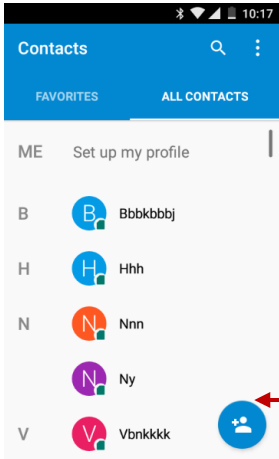 10:17
Contacts
FAVORITES ALL CONTACTS
ME Set up my profile
B B Bbbkbbbj
H H Hhh
N N Nnn
N Ny
V V Vbnkkkk